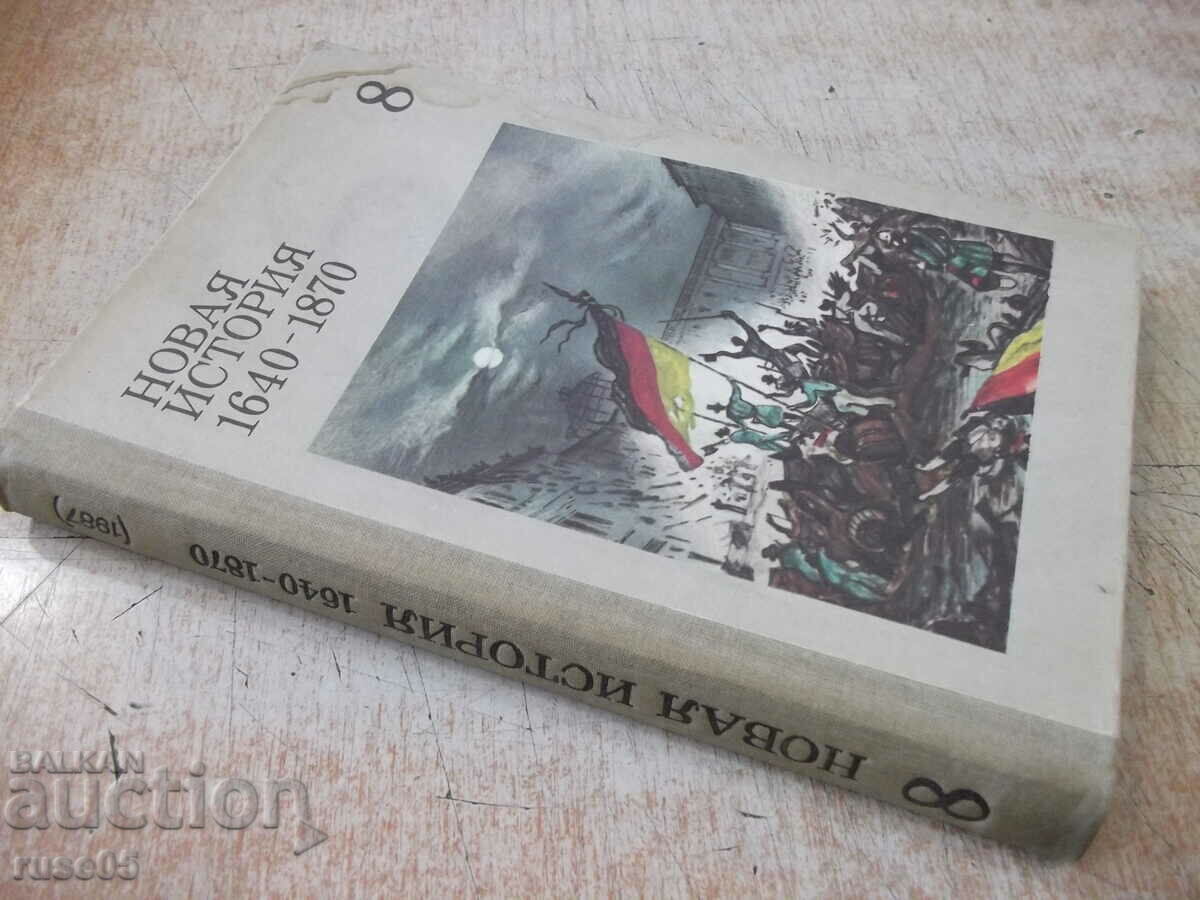 8
НОВАЯ
ИСТОРИЯ
1640-1870
8 НОВАЯ ИСТОРИЯ 1640-1870 (1987)
BALKAN
auction
ruse05